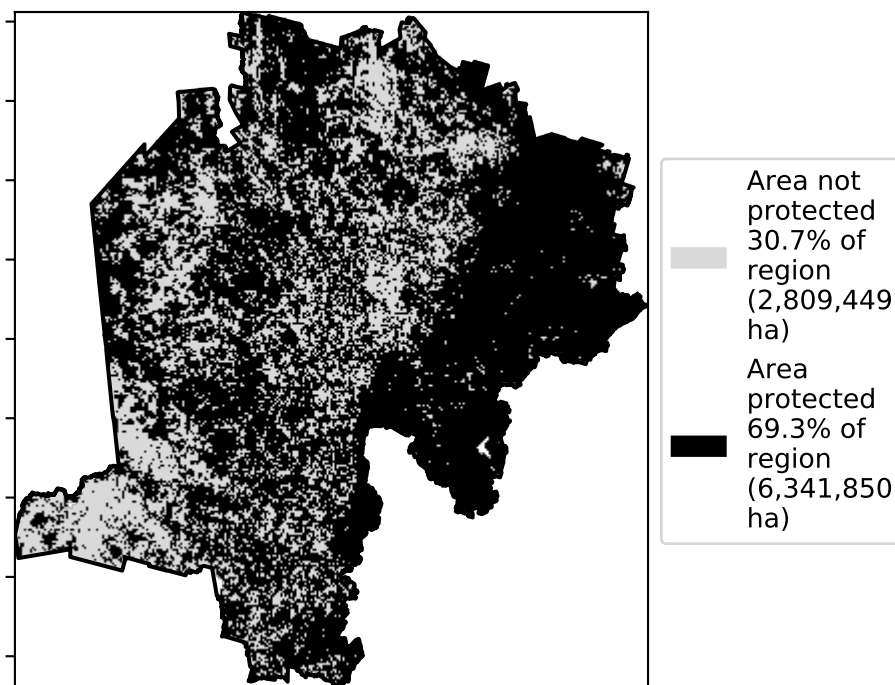 Area not
protected
30.7% of
region
(2,809,449
ha)
Area
protected
69.3% of
region
(6,341,850
ha)